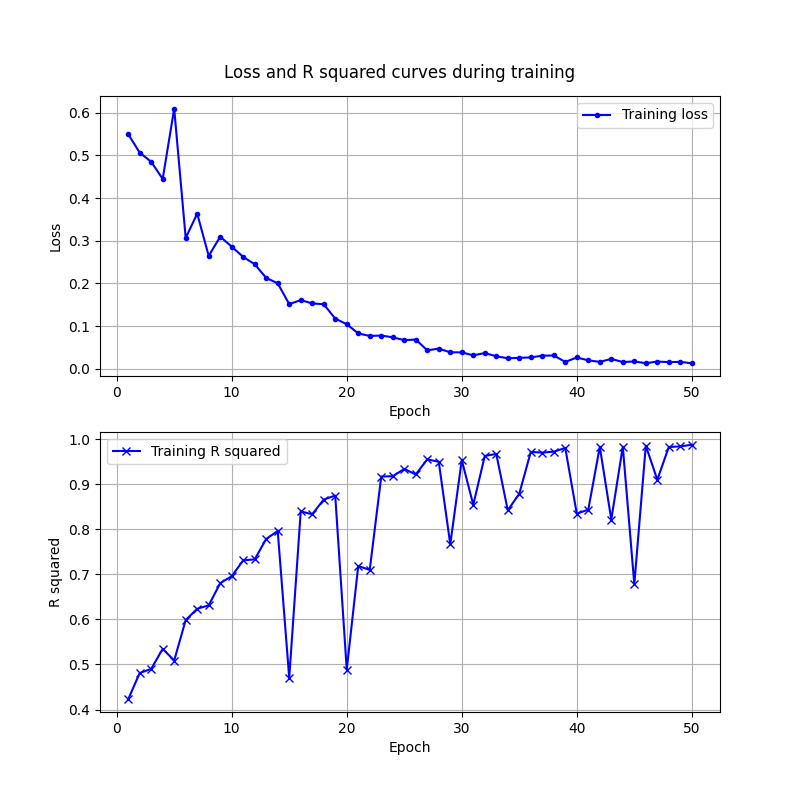 Loss and R squared curves during training
0.6
0.5
0.4
0.3
0.2
0.1
0.0
Loss
Training loss
0 10 20 30 40 50
Epoch
1.0
0.9
0.8
0.7
0.6
0.5
0.4
R squared
Training R squared
0 10 20 30 40 50
Epoch